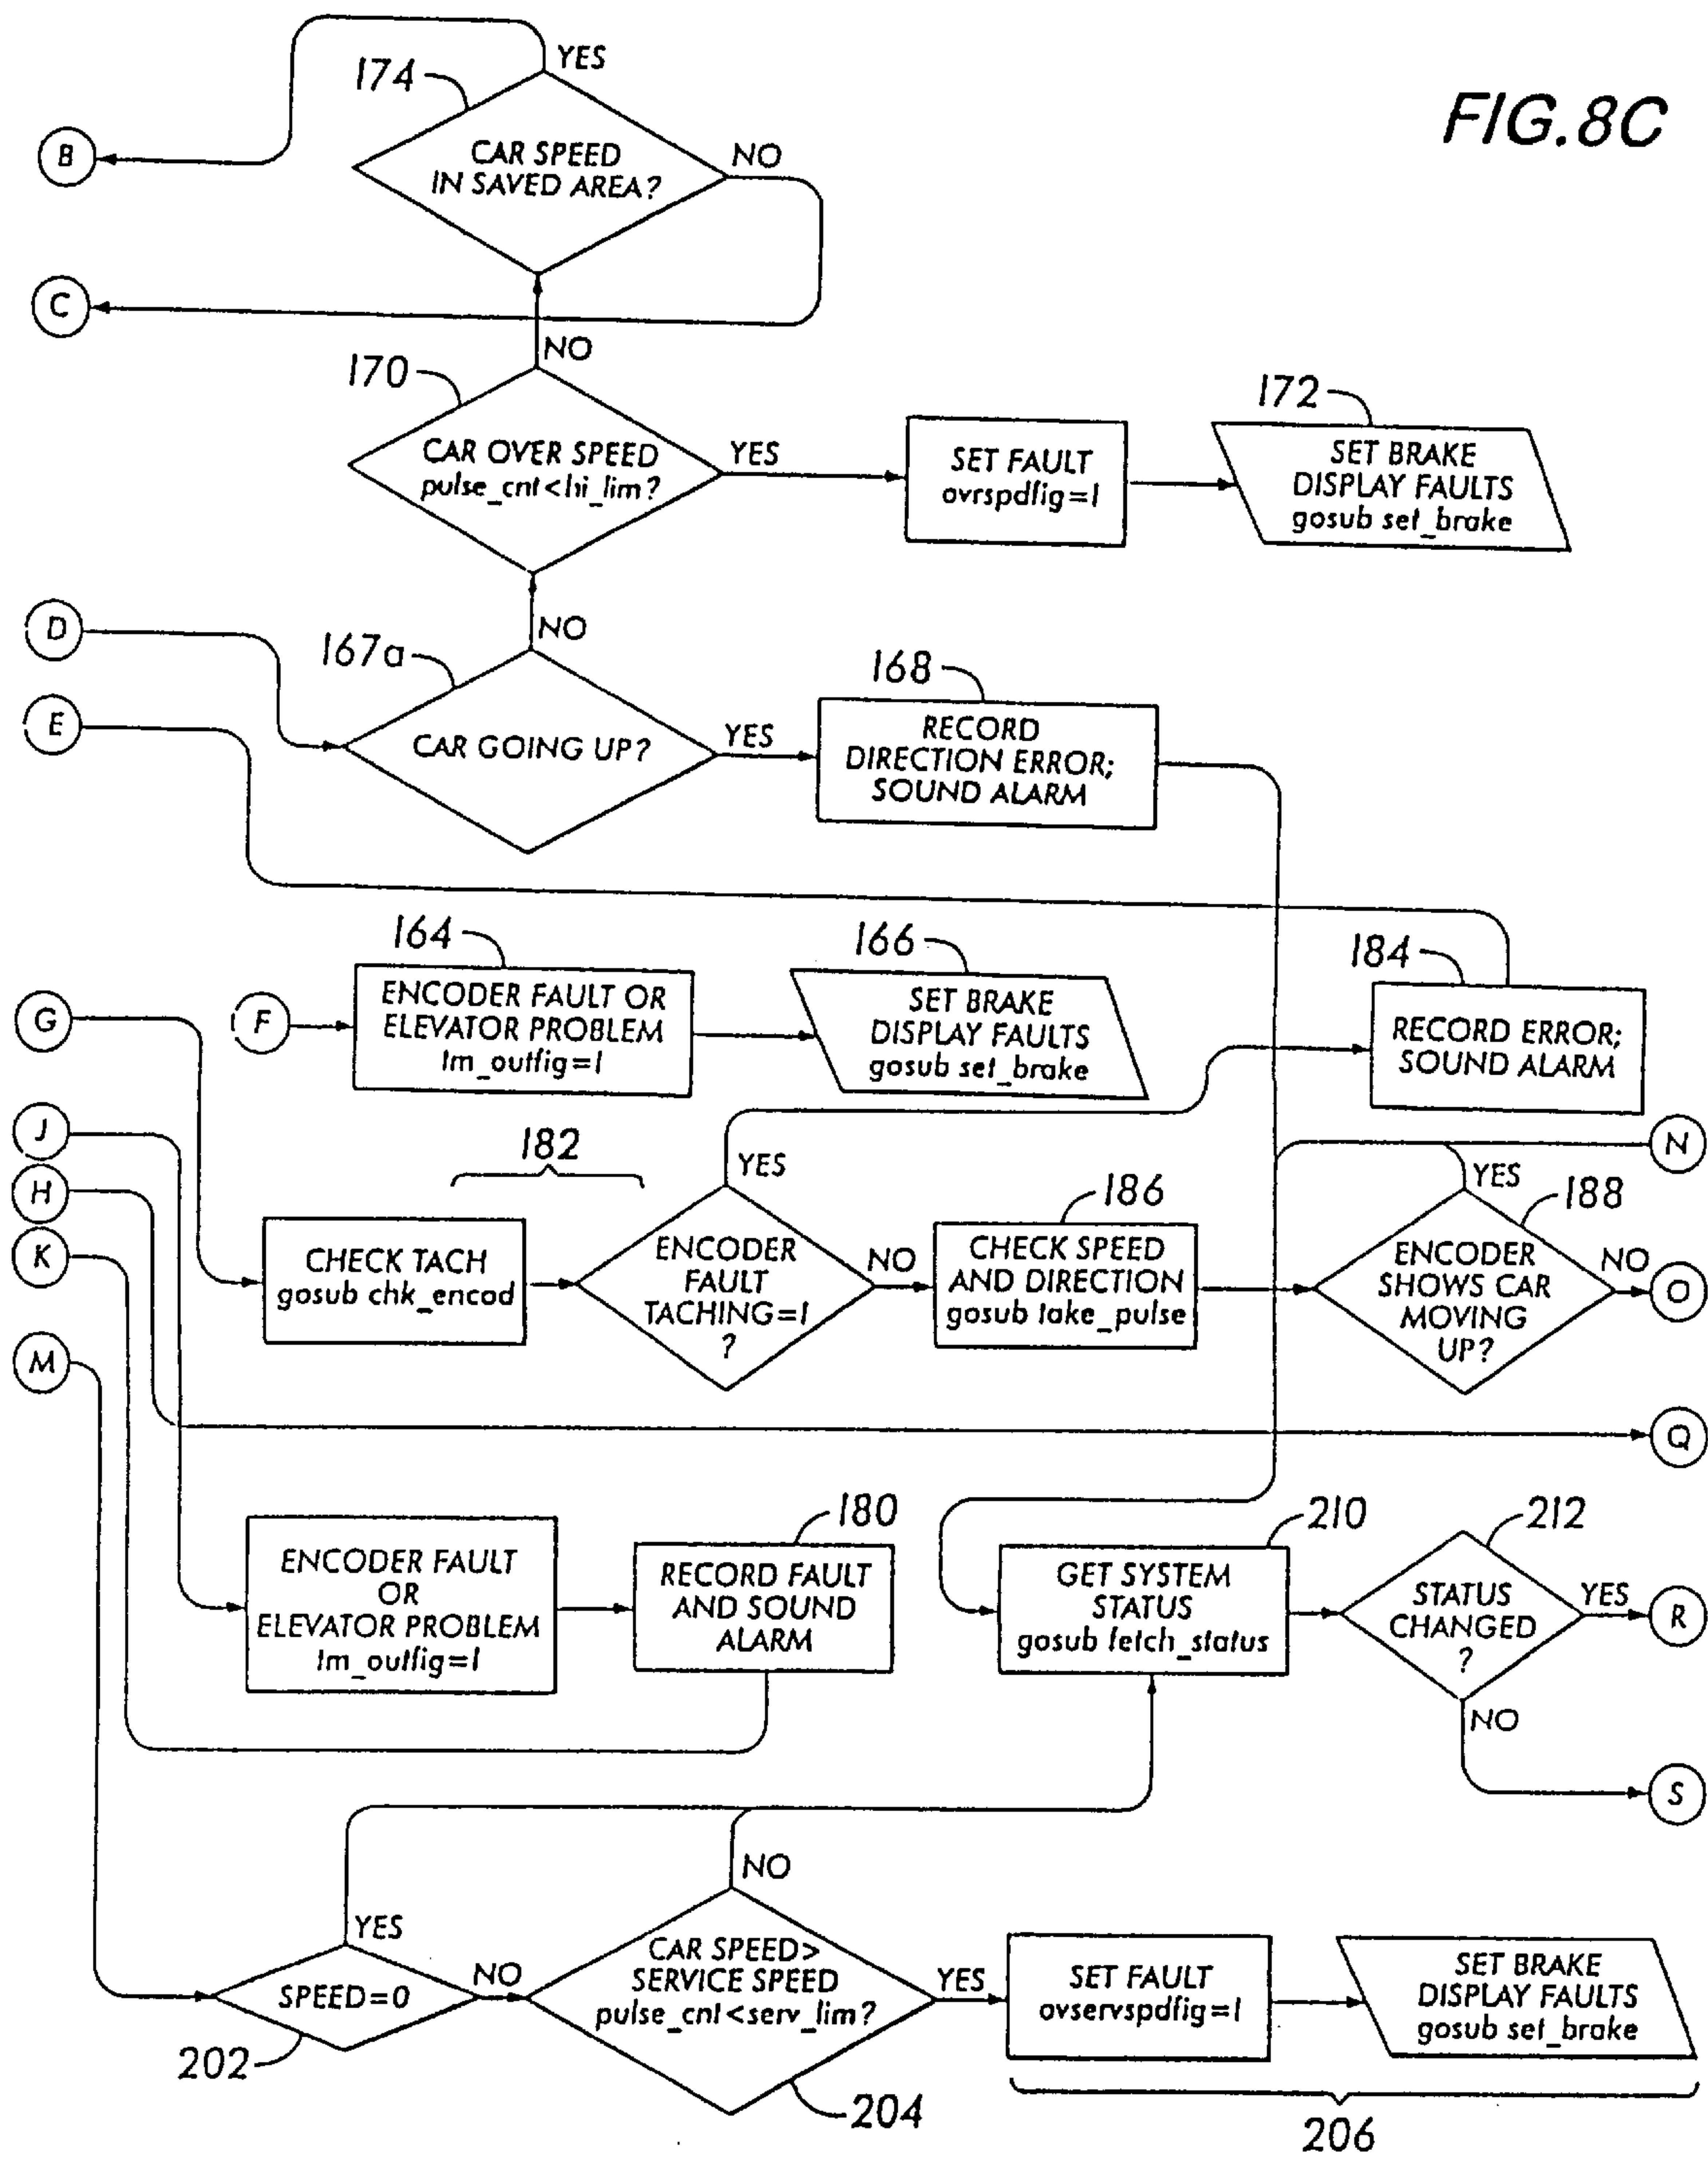 FIG.8C
YES
174
B
CAR SPEED
IN SAVED AREA?
NO
C
NO
170
CAR OVER SPEED
pulse_cnt<hi_lim?
YES
SET FAULT
ovrspdflg=1
172
SET BRAKE
DISPLAY FAULTS
gosub set_brake
D
NO
167a
E
CAR GOING UP?
YES
168
RECORD
DIRECTION ERROR;
SOUND ALARM
164
166
184
G
F
ENCODER FAULT OR
ELEVATOR PROBLEM
tm_outflg=1
SET BRAKE
DISPLAY FAULTS
gosub set_brake
RECORD ERROR;
SOUND ALARM
J
182
YES
N
H
186
YES
188
K
CHECK TACH
gosub chk_encod
ENCODER
FAULT
TACHING=1
?
NO
CHECK SPEED
AND DIRECTION
gosub take_pulse
ENCODER
SHOWS CAR
MOVING
UP?
NO
O
M
Q
ENCODER FAULT
OR
ELEVATOR PROBLEM
tm_outflg=1
180
RECORD FAULT
AND SOUND
ALARM
210
GET SYSTEM
STATUS
gosub fetch_status
212
STATUS
CHANGED
?
YES
R
NO
S
NO
YES
SPEED=0
NO
202
CAR SPEED>
SERVICE SPEED
pulse_cnt<serv_lim?
204
YES
SET FAULT
ovservspdflg=1
SET BRAKE
DISPLAY FAULTS
gosub set_brake
206